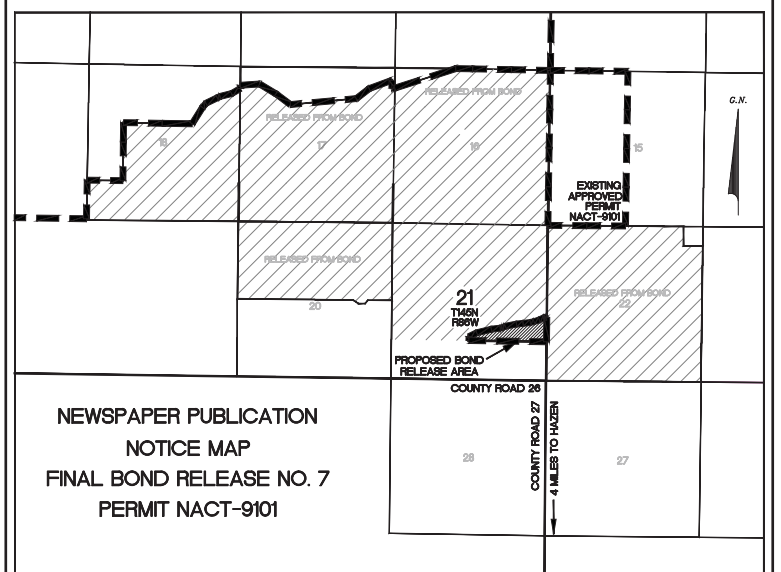 RELEASED FROM BOND
G.N.
RELEASED FROM BOND
18
17
16
15
EXISTING
APPROVED
PERMIT
NACT-9101
RELEASED FROM BOND
20
21
T145N
R86W
RELEASED FROM BOND
22
PROPOSED BOND
RELEASE AREA
COUNTY ROAD 26
COUNTY ROAD 27
4 MILES TO HAZEN
28
27
NEWSPAPER PUBLICATION
NOTICE MAP
FINAL BOND RELEASE NO. 7
PERMIT NACT-9101